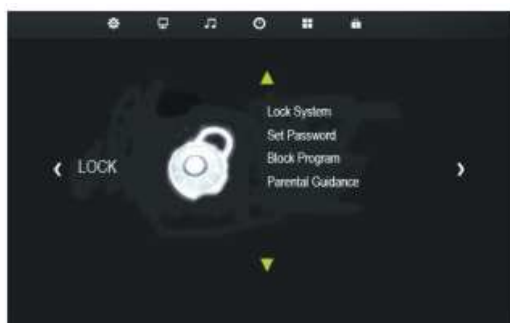 LOCK
Lock System
Set Password
Block Program
Parental Guidance